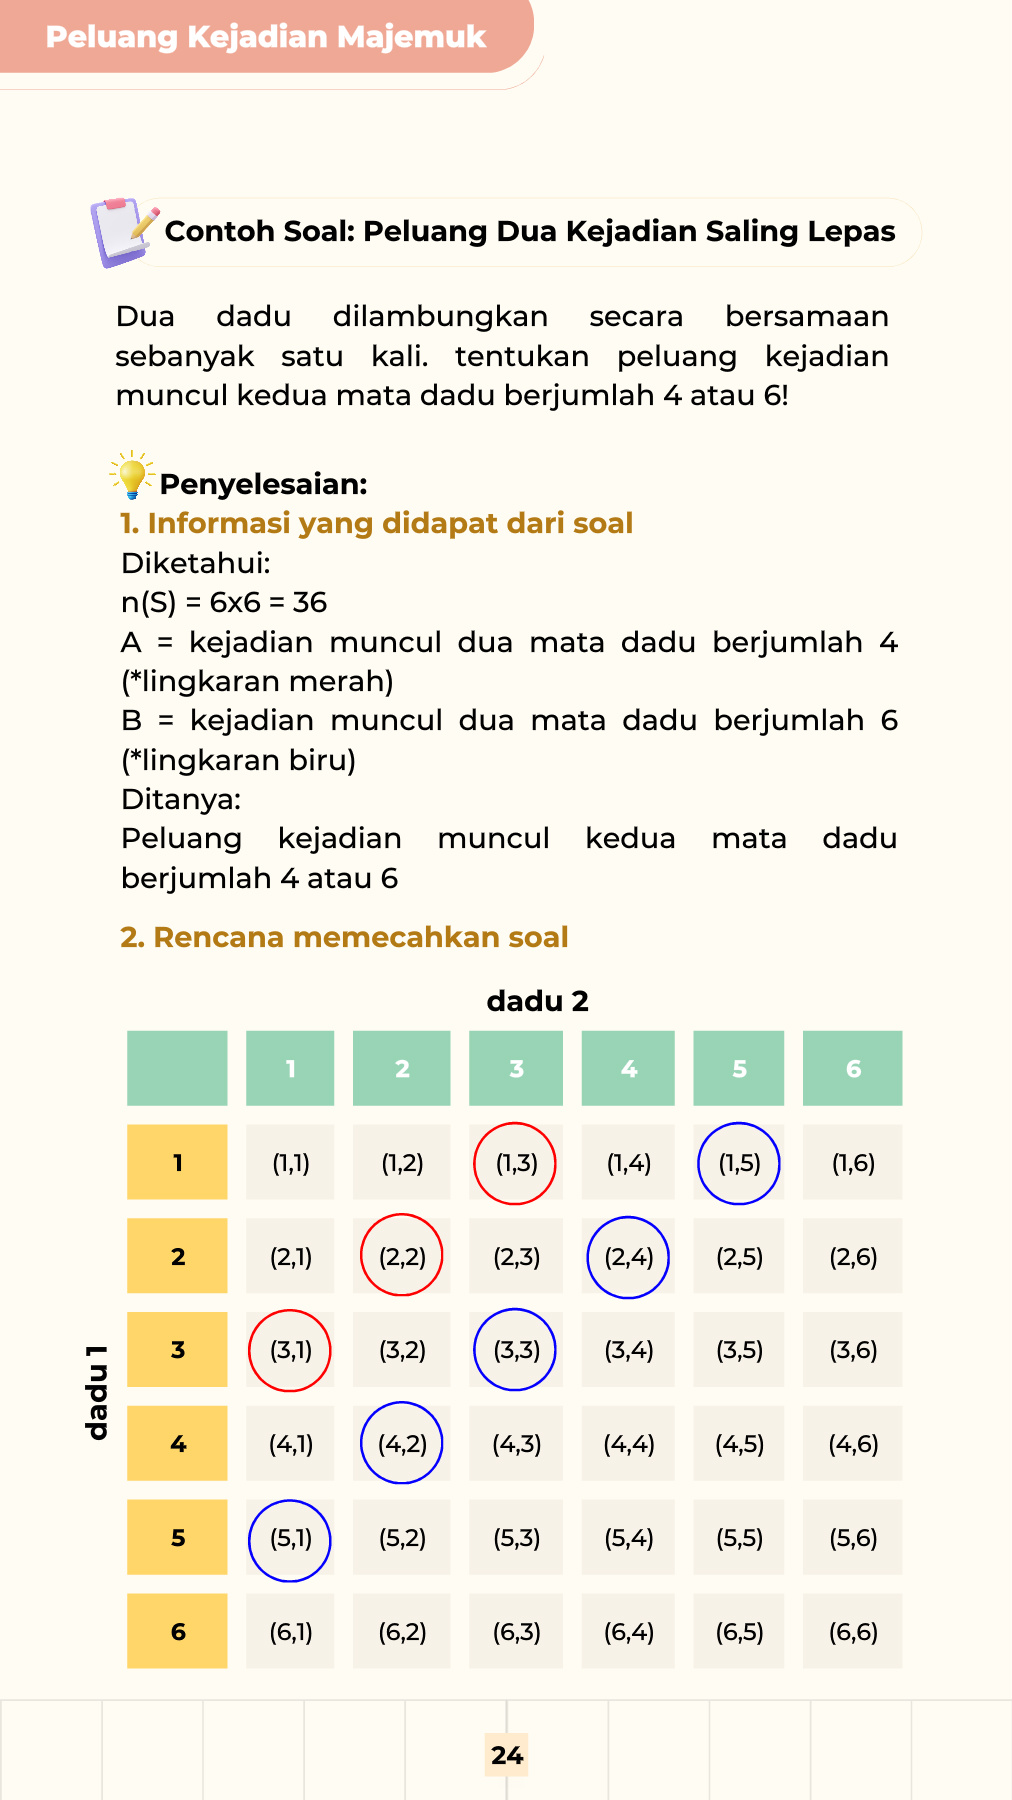 Peluang Kejadian Majemuk
Contoh Soal: Peluang Dua Kejadian Saling Lepas
Dua dadu dilambungkan secara bersamaan
sebanyak satu kali. tentukan peluang kejadian
muncul kedua mata dadu berjumlah 4 atau 6!
Penyelesaian:
1. Informasi yang didapat dari soal
Diketahui:
n(S) = 6x6 = 36
A = kejadian muncul dua mata dadu berjumlah 4
(*lingkaran merah)
B = kejadian muncul dua mata dadu berjumlah 6
(*lingkaran biru)
Ditanya:
Peluang kejadian muncul kedua mata dadu
berjumlah 4 atau 6
2. Rencana memecahkan soal
dadu 2
1 2 3 4 5 6
1 (1,1) (1,2) (1,3) (1,4) (1,5) (1,6)
2 (2,1) (2,2) (2,3) (2,4) (2,5) (2,6)
dadu 1
3 (3,1) (3,2) (3,3) (3,4) (3,5) (3,6)
4 (4,1) (4,2) (4,3) (4,4) (4,5) (4,6)
5 (5,1) (5,2) (5,3) (5,4) (5,5) (5,6)
6 (6,1) (6,2) (6,3) (6,4) (6,5) (6,6)
24